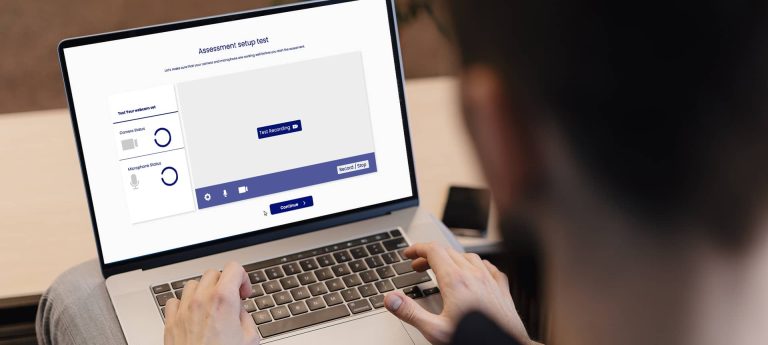 Assessment setup test
Let's make sure that your camera and microphone are working well before you start the assessment.
Test Your webcam opt
Camera Status
Microphone Status
Test Recording
Record / Stop
Continue